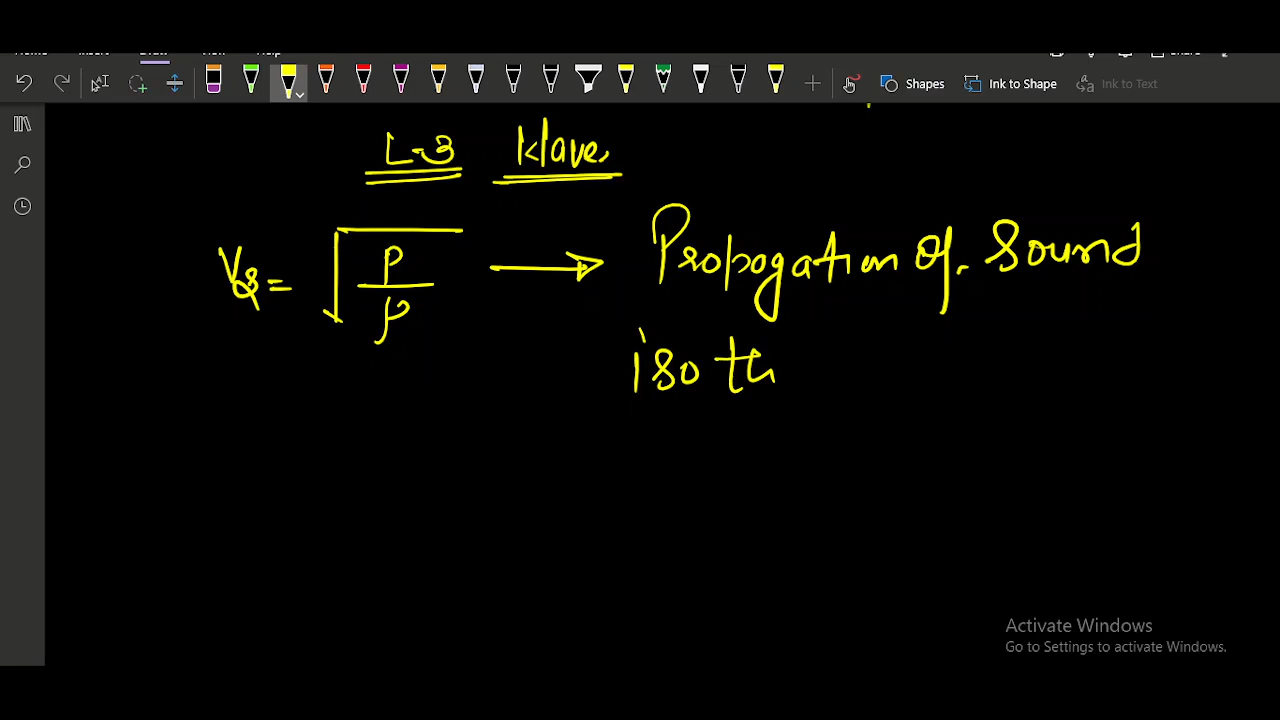 Shapes Ink to Shape Ink to Text
L-3 Wave
Vs = √(P/ρ) → Propogation of sound
iso th
Activate Windows
Go to Settings to activate Windows.